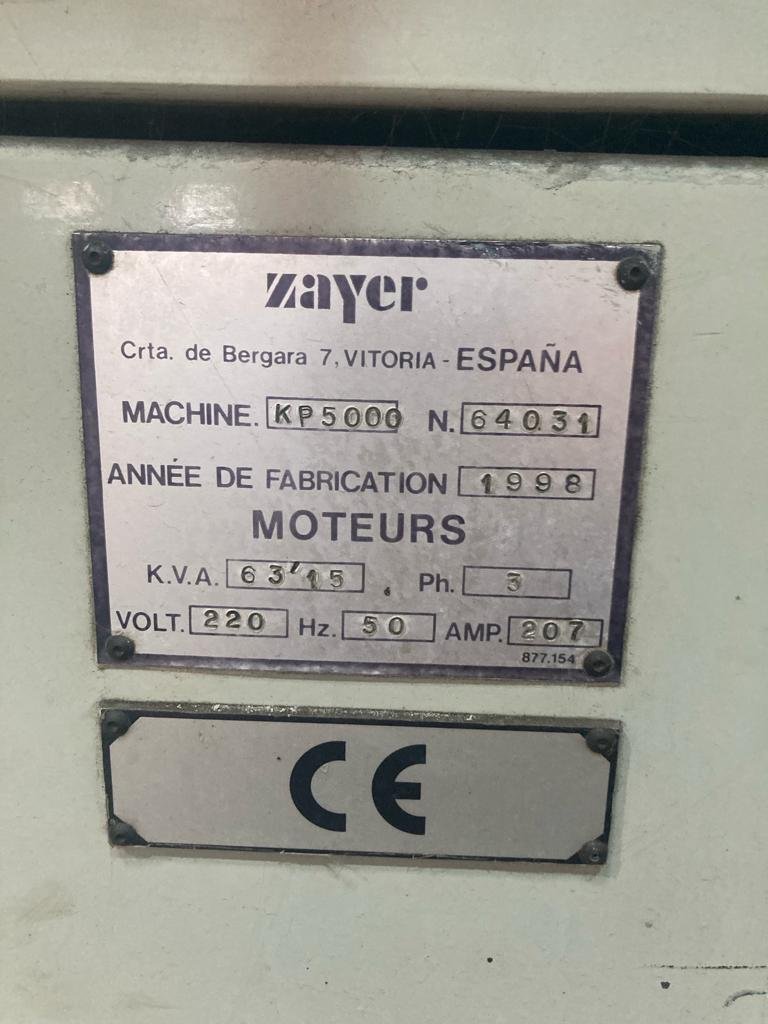 zayer
Crta. de Bergara 7, VITORIA - ESPAÑA
MACHINE. KP5000 N. 64031
ANNÉE DE FABRICATION 1998
MOTEURS
K.V.A. 63'15 Ph. 3
VOLT. 220 Hz. 50 AMP. 207
877.154
CE